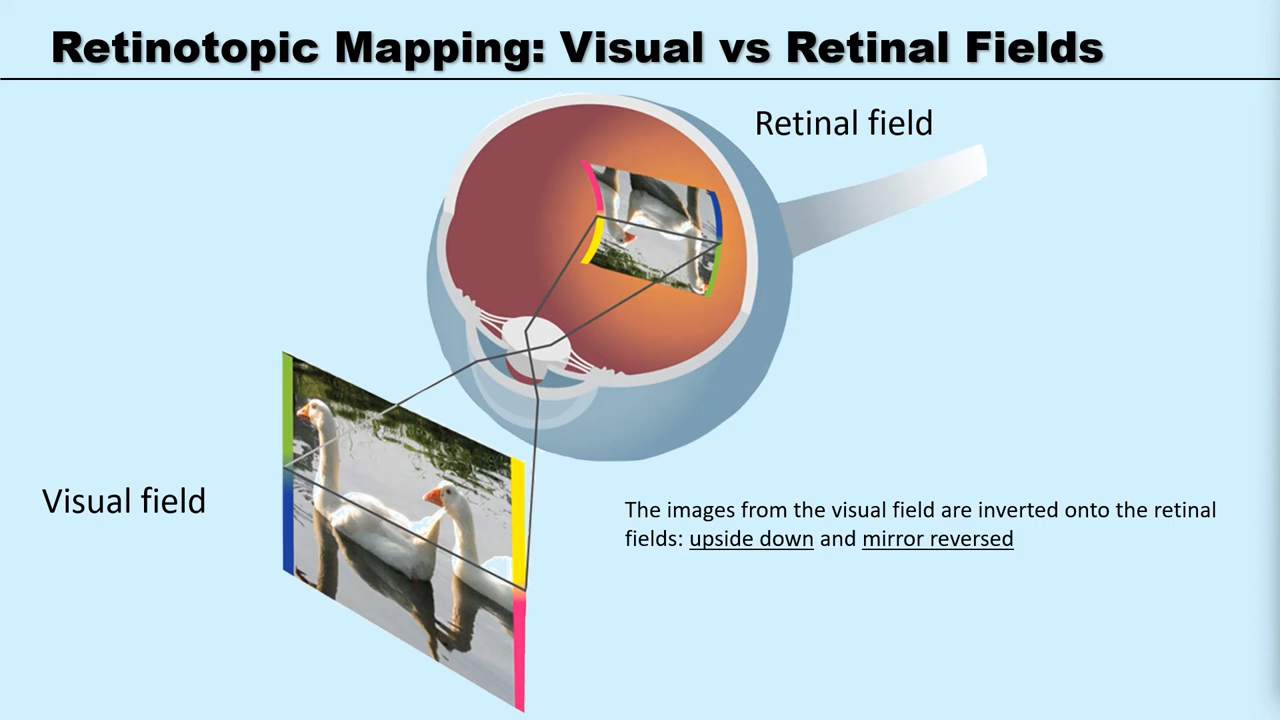 Retinotopic Mapping: Visual vs Retinal Fields
Retinal field
Visual field
The images from the visual field are inverted onto the retinal
fields: upside down and mirror reversed